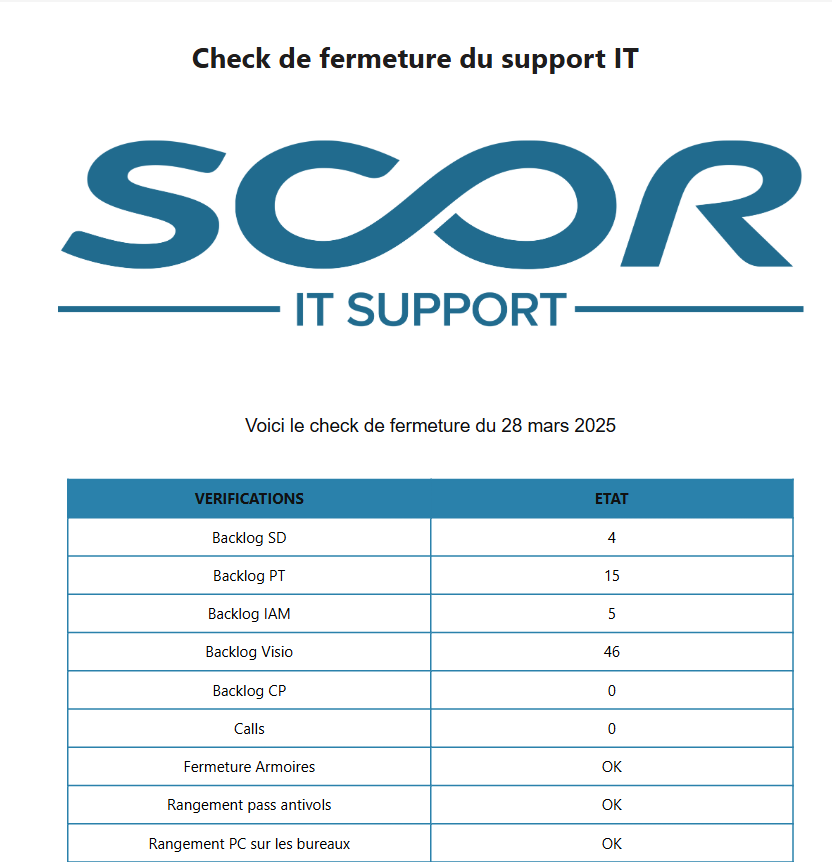 Check de fermeture du support IT
SCOR
IT SUPPORT
Voici le check de fermeture du 28 mars 2025
VERIFICATIONS ETAT
Backlog SD 4
Backlog PT 15
Backlog IAM 5
Backlog Visio 46
Backlog CP 0
Calls 0
Fermeture Armoires OK
Rangement pass antivols OK
Rangement PC sur les bureaux OK